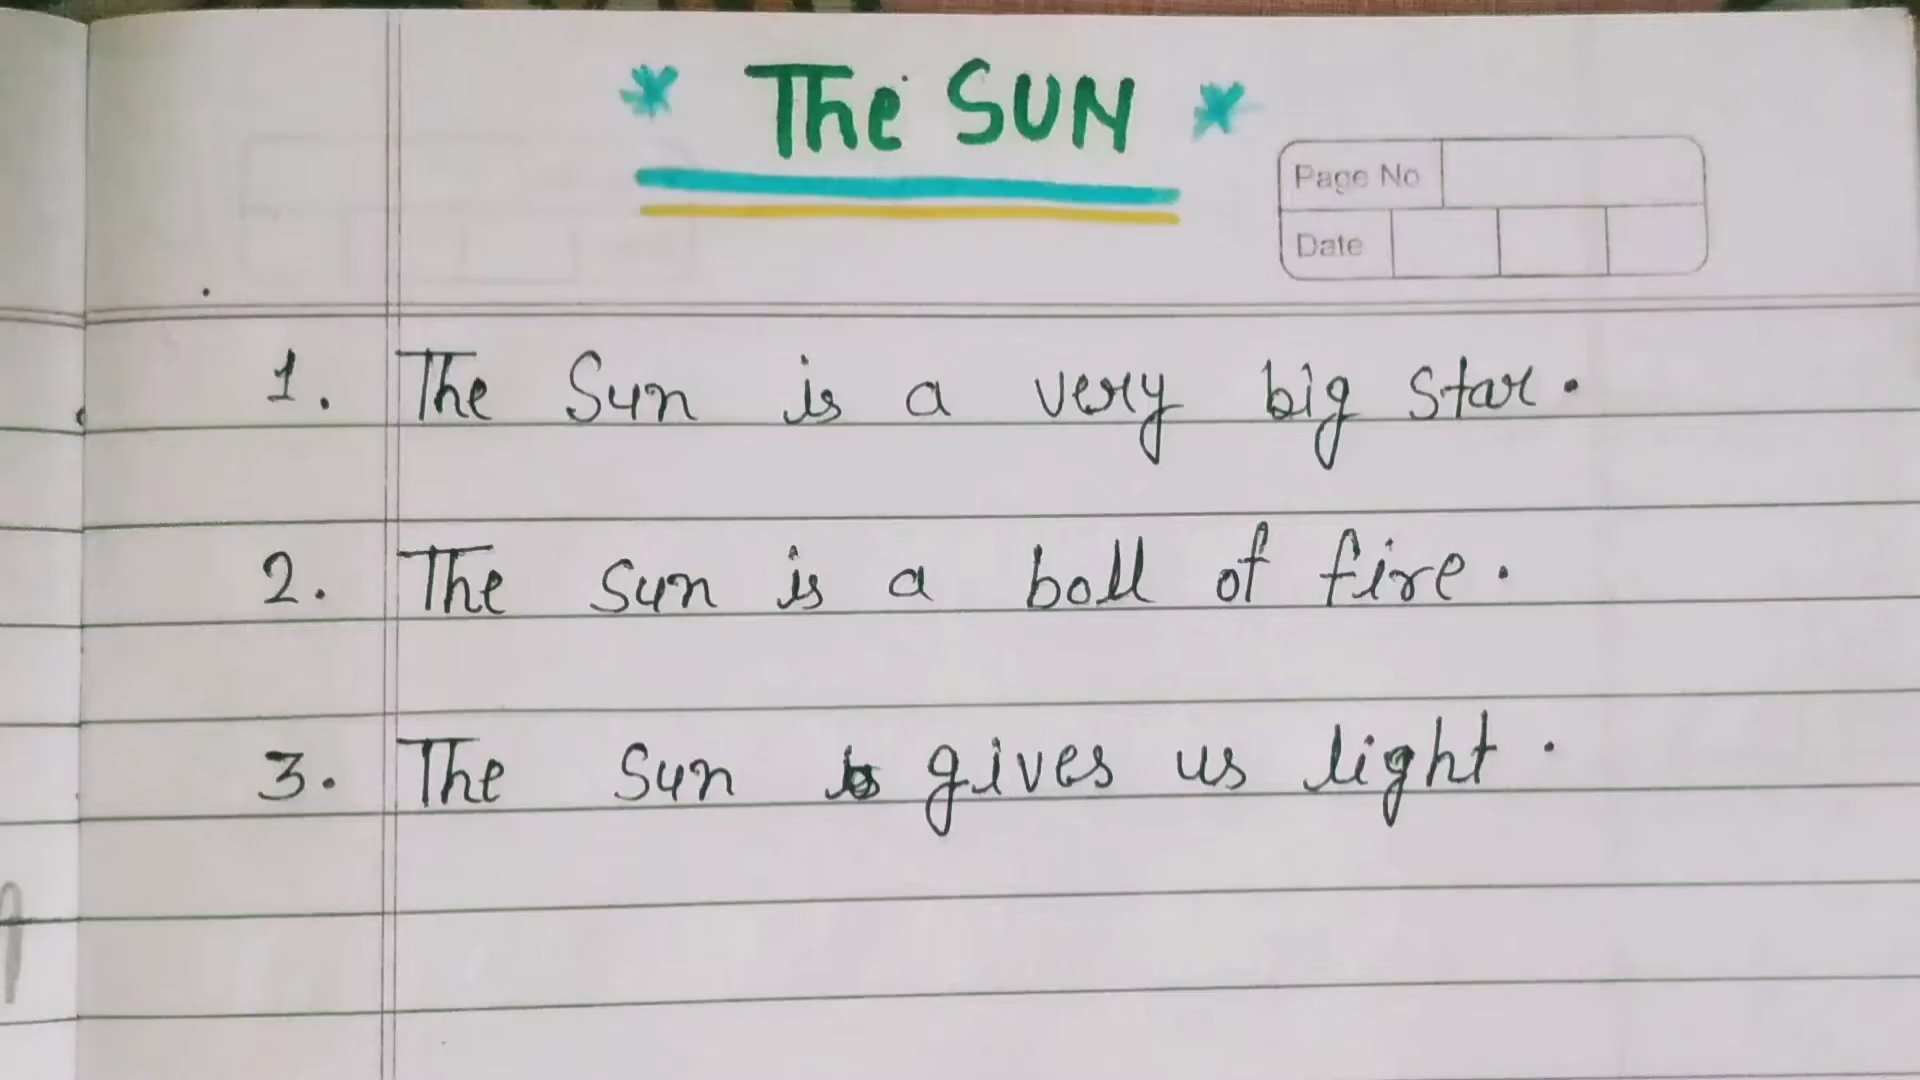 * The SUN *
Page No
Date
1. The Sun is a very big star.
2. The Sun is a ball of fire.
3. The Sun gives us light.